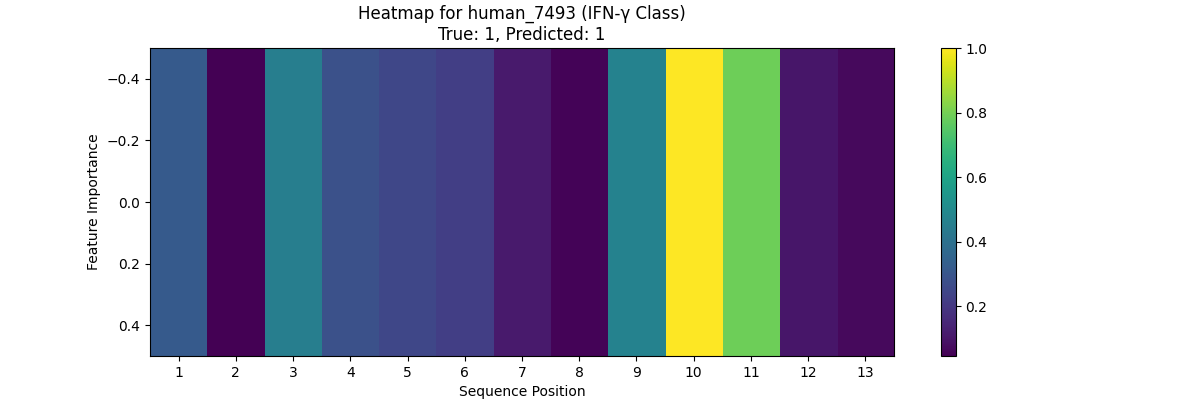 Heatmap for human_7493 (IFN-γ Class)
True: 1, Predicted: 1
Feature Importance
−0.4
−0.2
0.0
0.2
0.4
1 2 3 4 5 6 7 8 9 10 11 12 13
Sequence Position
1.0
0.8
0.6
0.4
0.2